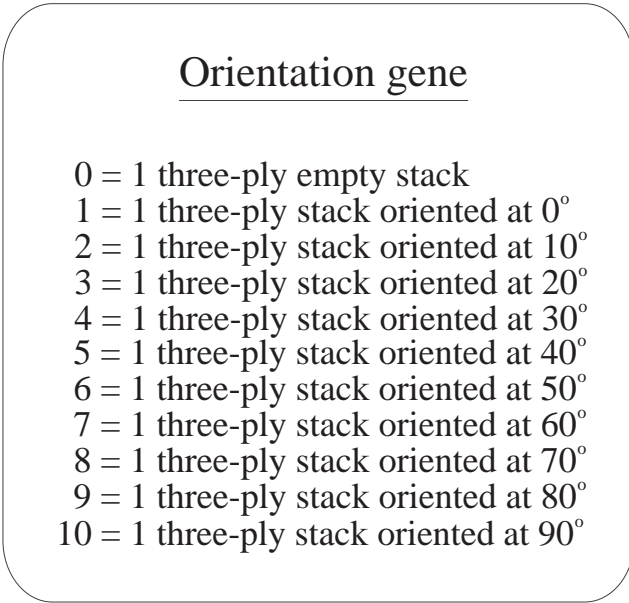 Orientation gene
0 = 1 three-ply empty stack
1 = 1 three-ply stack oriented at 0°
2 = 1 three-ply stack oriented at 10°
3 = 1 three-ply stack oriented at 20°
4 = 1 three-ply stack oriented at 30°
5 = 1 three-ply stack oriented at 40°
6 = 1 three-ply stack oriented at 50°
7 = 1 three-ply stack oriented at 60°
8 = 1 three-ply stack oriented at 70°
9 = 1 three-ply stack oriented at 80°
10 = 1 three-ply stack oriented at 90°